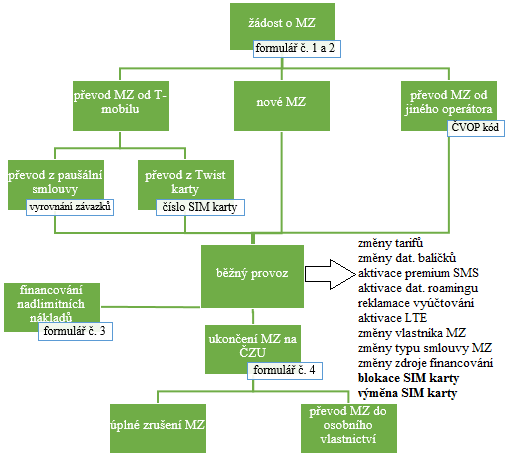 žádost o MZ
formulář č. 1 a 2
převod MZ od T-
mobilu
nové MZ
převod MZ od
jiného operátora
ČVOP kód
převod z paušální
smlouvy
vyrovnání závazků
převod z Twist
karty
číslo SIM karty
běžný provoz
změny tarifů
změny dat. balíčků
aktivace premium SMS
aktivace dat. roamingu
reklamace vyúčtování
aktivace LTE
změny vlastníka MZ
změny typu smlouvy MZ
změny zdroje financování
blokace SIM karty
výměna SIM karty
financování
nadlimitních
nákladů
formulář č. 3
ukončení MZ na
ČZU
formulář č. 4
úplné zrušení MZ
převod MZ do
osobního
vlastnictví